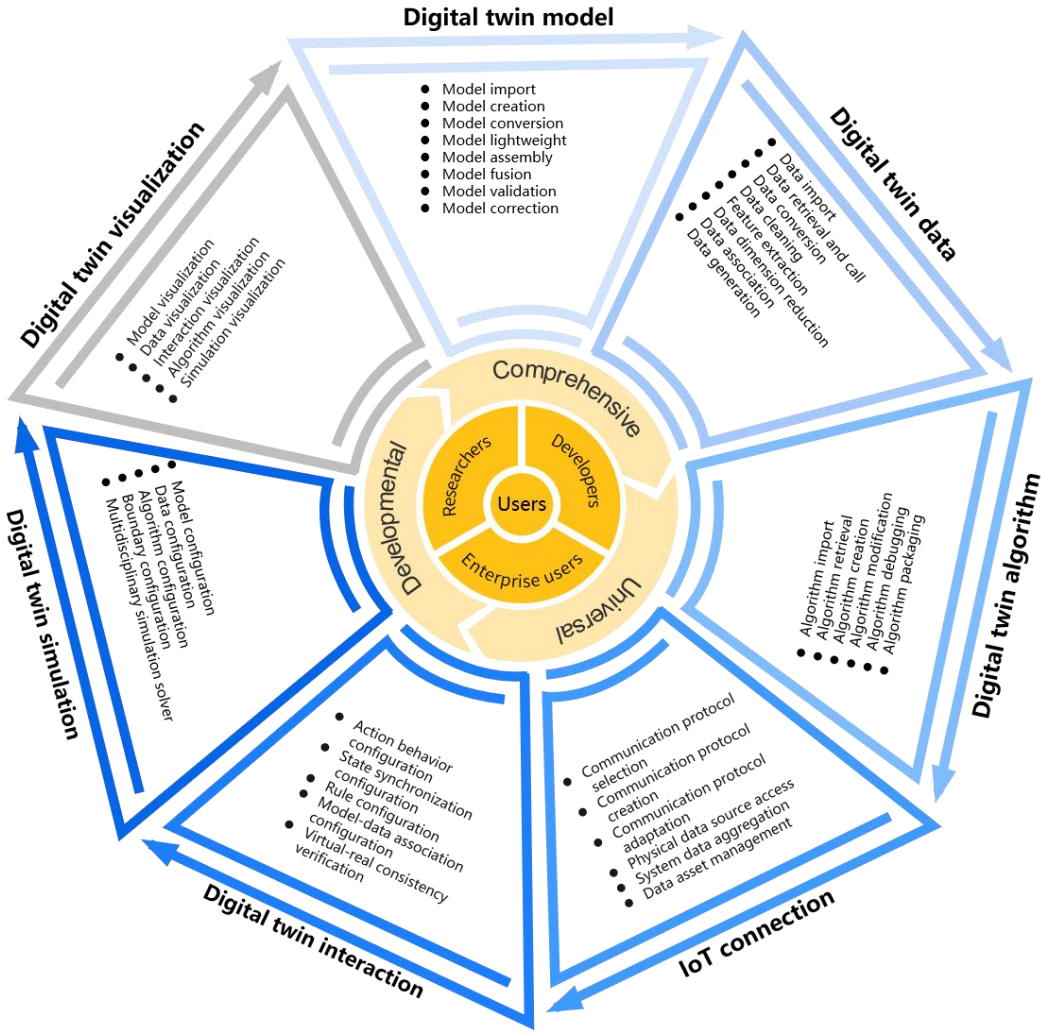 Digital twin model
Model import
Model creation
Model conversion
Model lightweight
Model assembly
Model fusion
Model validation
Model correction
Digital twin data
Data import
Data retrieval and call
Data conversion
Data cleaning
Feature extraction
Data dimension reduction
Data association
Data generation
Digital twin algorithm
Algorithm import
Algorithm retrieval
Algorithm creation
Algorithm modification
Algorithm debugging
Algorithm packaging
IoT connection
Communication protocol
selection
Communication protocol
creation
Communication protocol
adaptation
Physical data source access
System data aggregation
Data asset management
Digital twin interaction
Action behavior
configuration
State synchronization
configuration
Rule configuration
Model-data association
configuration
Virtual-real consistency
verification
Digital twin simulation
Model configuration
Data configuration
Algorithm configuration
Boundary configuration
Multidisciplinary simulation solver
Digital twin visualization
Model visualization
Data visualization
Interaction visualization
Algorithm visualization
Simulation visualization
Comprehensive
Universal
Developmental
Researchers
Developers
Enterprise users
Users